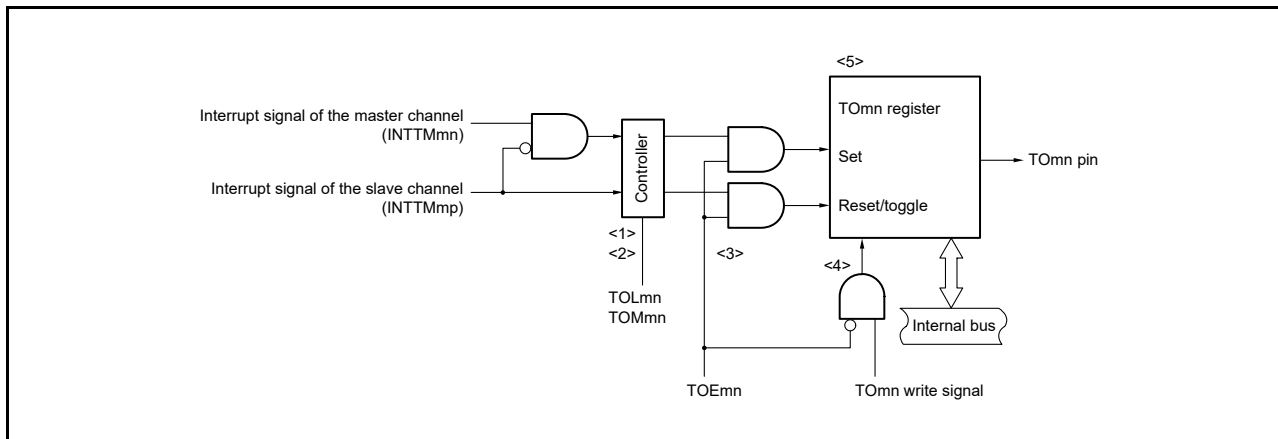 <5>
Interrupt signal of the master channel
(INTTMmn)
TOmn register
Set
Controller
TOmn pin
Interrupt signal of the slave channel
(INTTMmp)
Reset/toggle
<1>
<2>
<3>
<4>
TOLmn
TOMmn
Internal bus
TOEmn
TOmn write signal